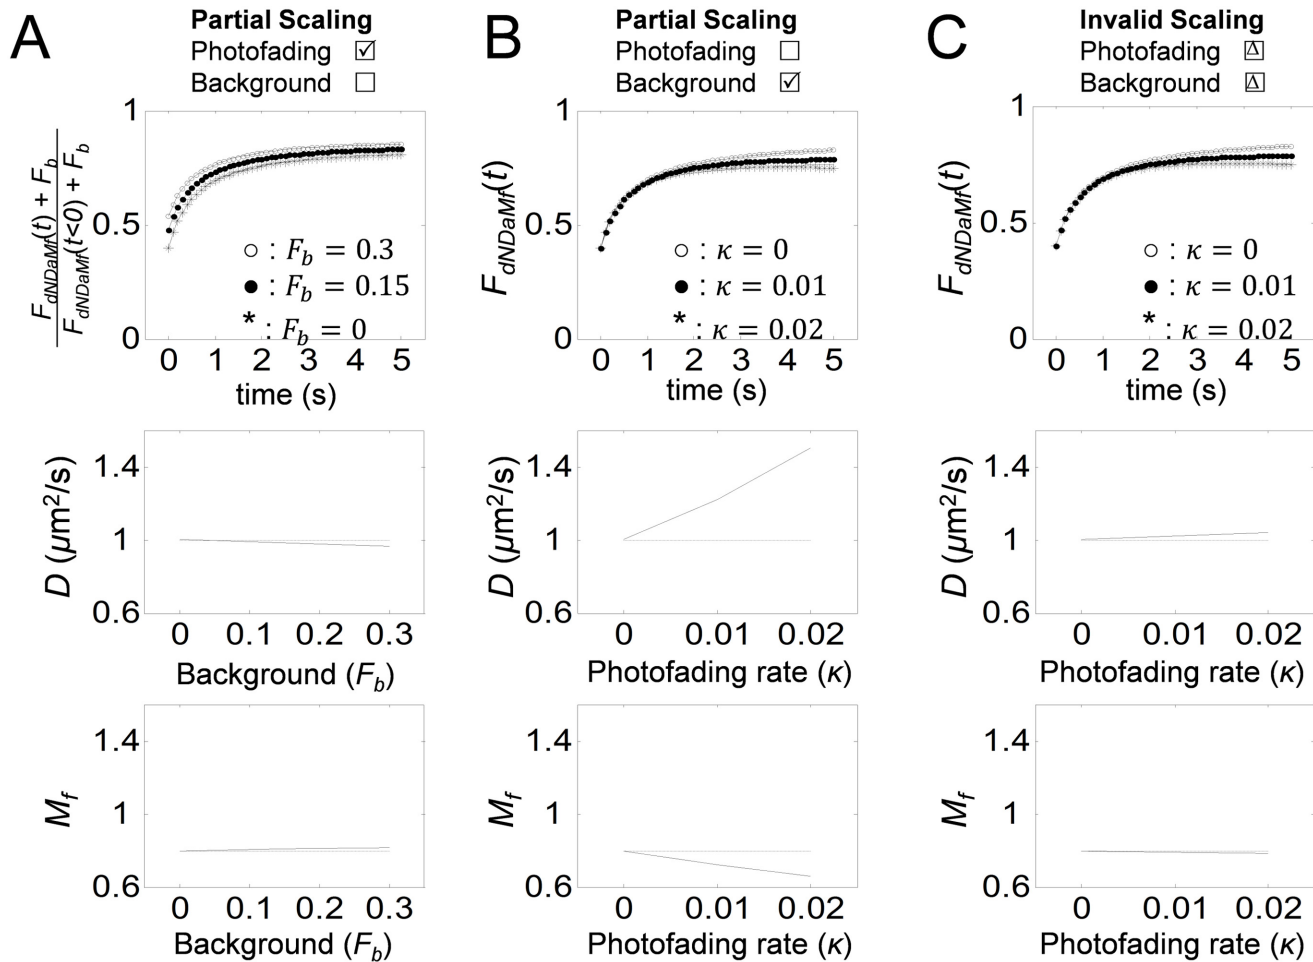 A
Partial Scaling
Photofading ☑
Background ☐
F_dNDaMf(t) + F_b
F_dNDaMf(t<0) + F_b
1
0.5
0
○ : F_b = 0.3
● : F_b = 0.15
* : F_b = 0
0 1 2 3 4 5
time (s)
D (μm²/s)
1.4
1
0.6
0 0.1 0.2 0.3
Background (F_b)
M_f
1.4
1
0.6
0 0.1 0.2 0.3
Background (F_b)
B
Partial Scaling
Photofading ☐
Background ☑
F_dNDaMf(t)
1
0.5
0
○ : κ = 0
● : κ = 0.01
* : κ = 0.02
0 1 2 3 4 5
time (s)
D (μm²/s)
1.4
1
0.6
0 0.01 0.02
Photofading rate (κ)
M_f
1.4
1
0.6
0 0.01 0.02
Photofading rate (κ)
C
Invalid Scaling
Photofading Δ
Background Δ
F_dNDaMf(t)
1
0.5
0
○ : κ = 0
● : κ = 0.01
* : κ = 0.02
0 1 2 3 4 5
time (s)
D (μm²/s)
1.4
1
0.6
0 0.01 0.02
Photofading rate (κ)
M_f
1.4
1
0.6
0 0.01 0.02
Photofading rate (κ)